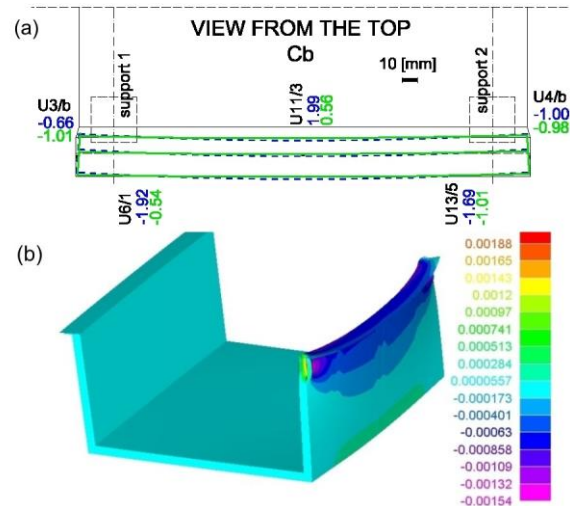 (a)
VIEW FROM THE TOP
Cb
10 [mm]
support 1
support 2
U3/b
-0.66
-1.01
U11/3
1.99
0.56
U4/b
-1.00
-0.98
U6/1
-1.92
-0.54
U13/5
-1.69
-1.01
(b)
0.00188
0.00165
0.00143
0.0012
0.00097
0.000741
0.000513
0.000284
0.0000557
-0.000173
-0.000401
-0.00063
-0.000858
-0.00109
-0.00132
-0.00154